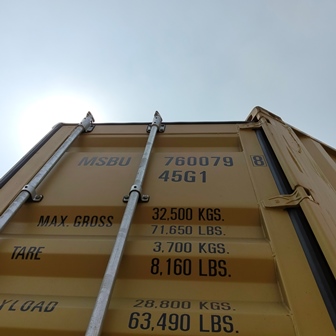 MSBU 760079 8
45G1
MAX. GROSS 32.500 KGS.
71.650 LBS.
TARE 3.700 KGS.
8,160 LBS.
YLOAD 28.800 KGS.
63,490 LBS.